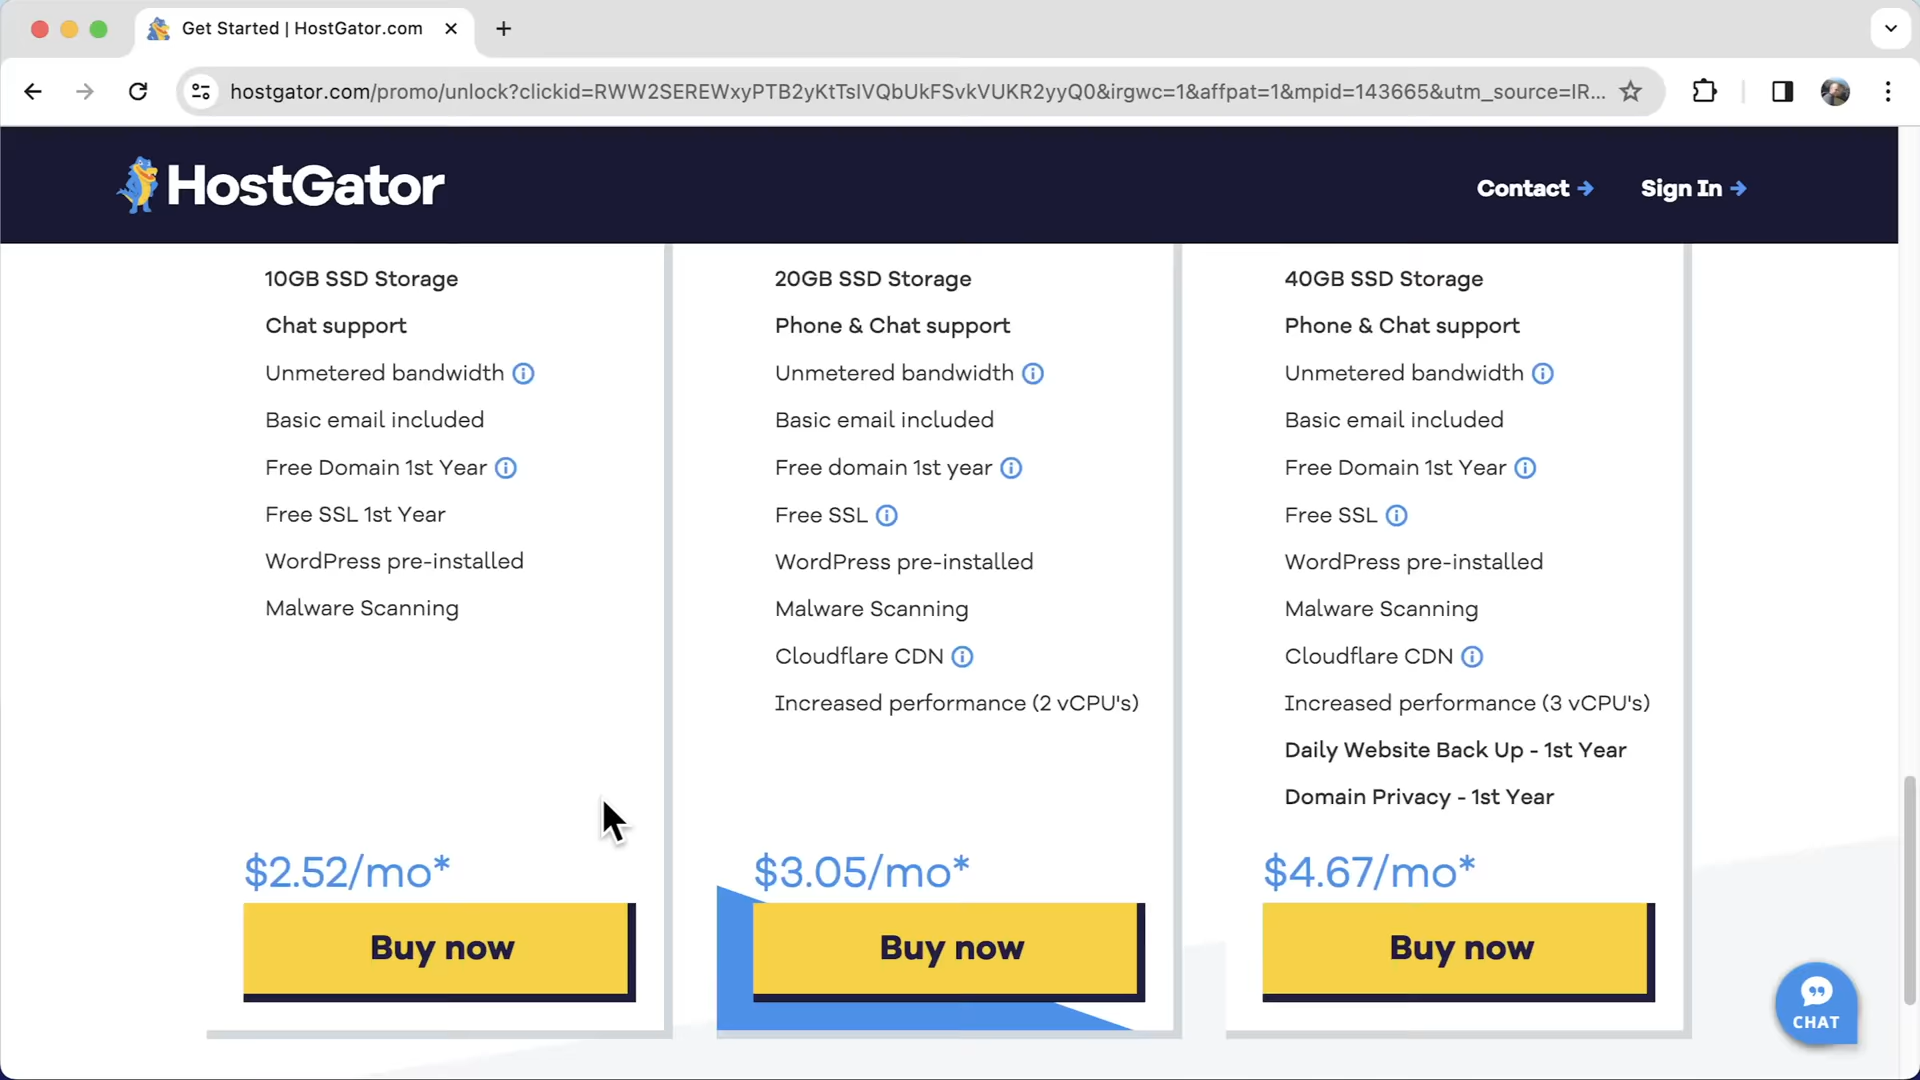 Get Started | HostGator.com
hostgator.com/promo/unlock?clickid=RWW2SEREWxyPTB2yKtTsIVQbUkFSvkVUKR2yyQ0&irgwc=1&affpat=1&mpid=143665&utm_source=IR...
HostGator
Contact
Sign In
10GB SSD Storage
Chat support
Unmetered bandwidth
Basic email included
Free Domain 1st Year
Free SSL 1st Year
WordPress pre-installed
Malware Scanning
$2.52/mo*
Buy now
20GB SSD Storage
Phone & Chat support
Unmetered bandwidth
Basic email included
Free domain 1st year
Free SSL
WordPress pre-installed
Malware Scanning
Cloudflare CDN
Increased performance (2 vCPU's)
$3.05/mo*
Buy now
40GB SSD Storage
Phone & Chat support
Unmetered bandwidth
Basic email included
Free Domain 1st Year
Free SSL
WordPress pre-installed
Malware Scanning
Cloudflare CDN
Increased performance (3 vCPU's)
Daily Website Back Up - 1st Year
Domain Privacy - 1st Year
$4.67/mo*
Buy now
CHAT